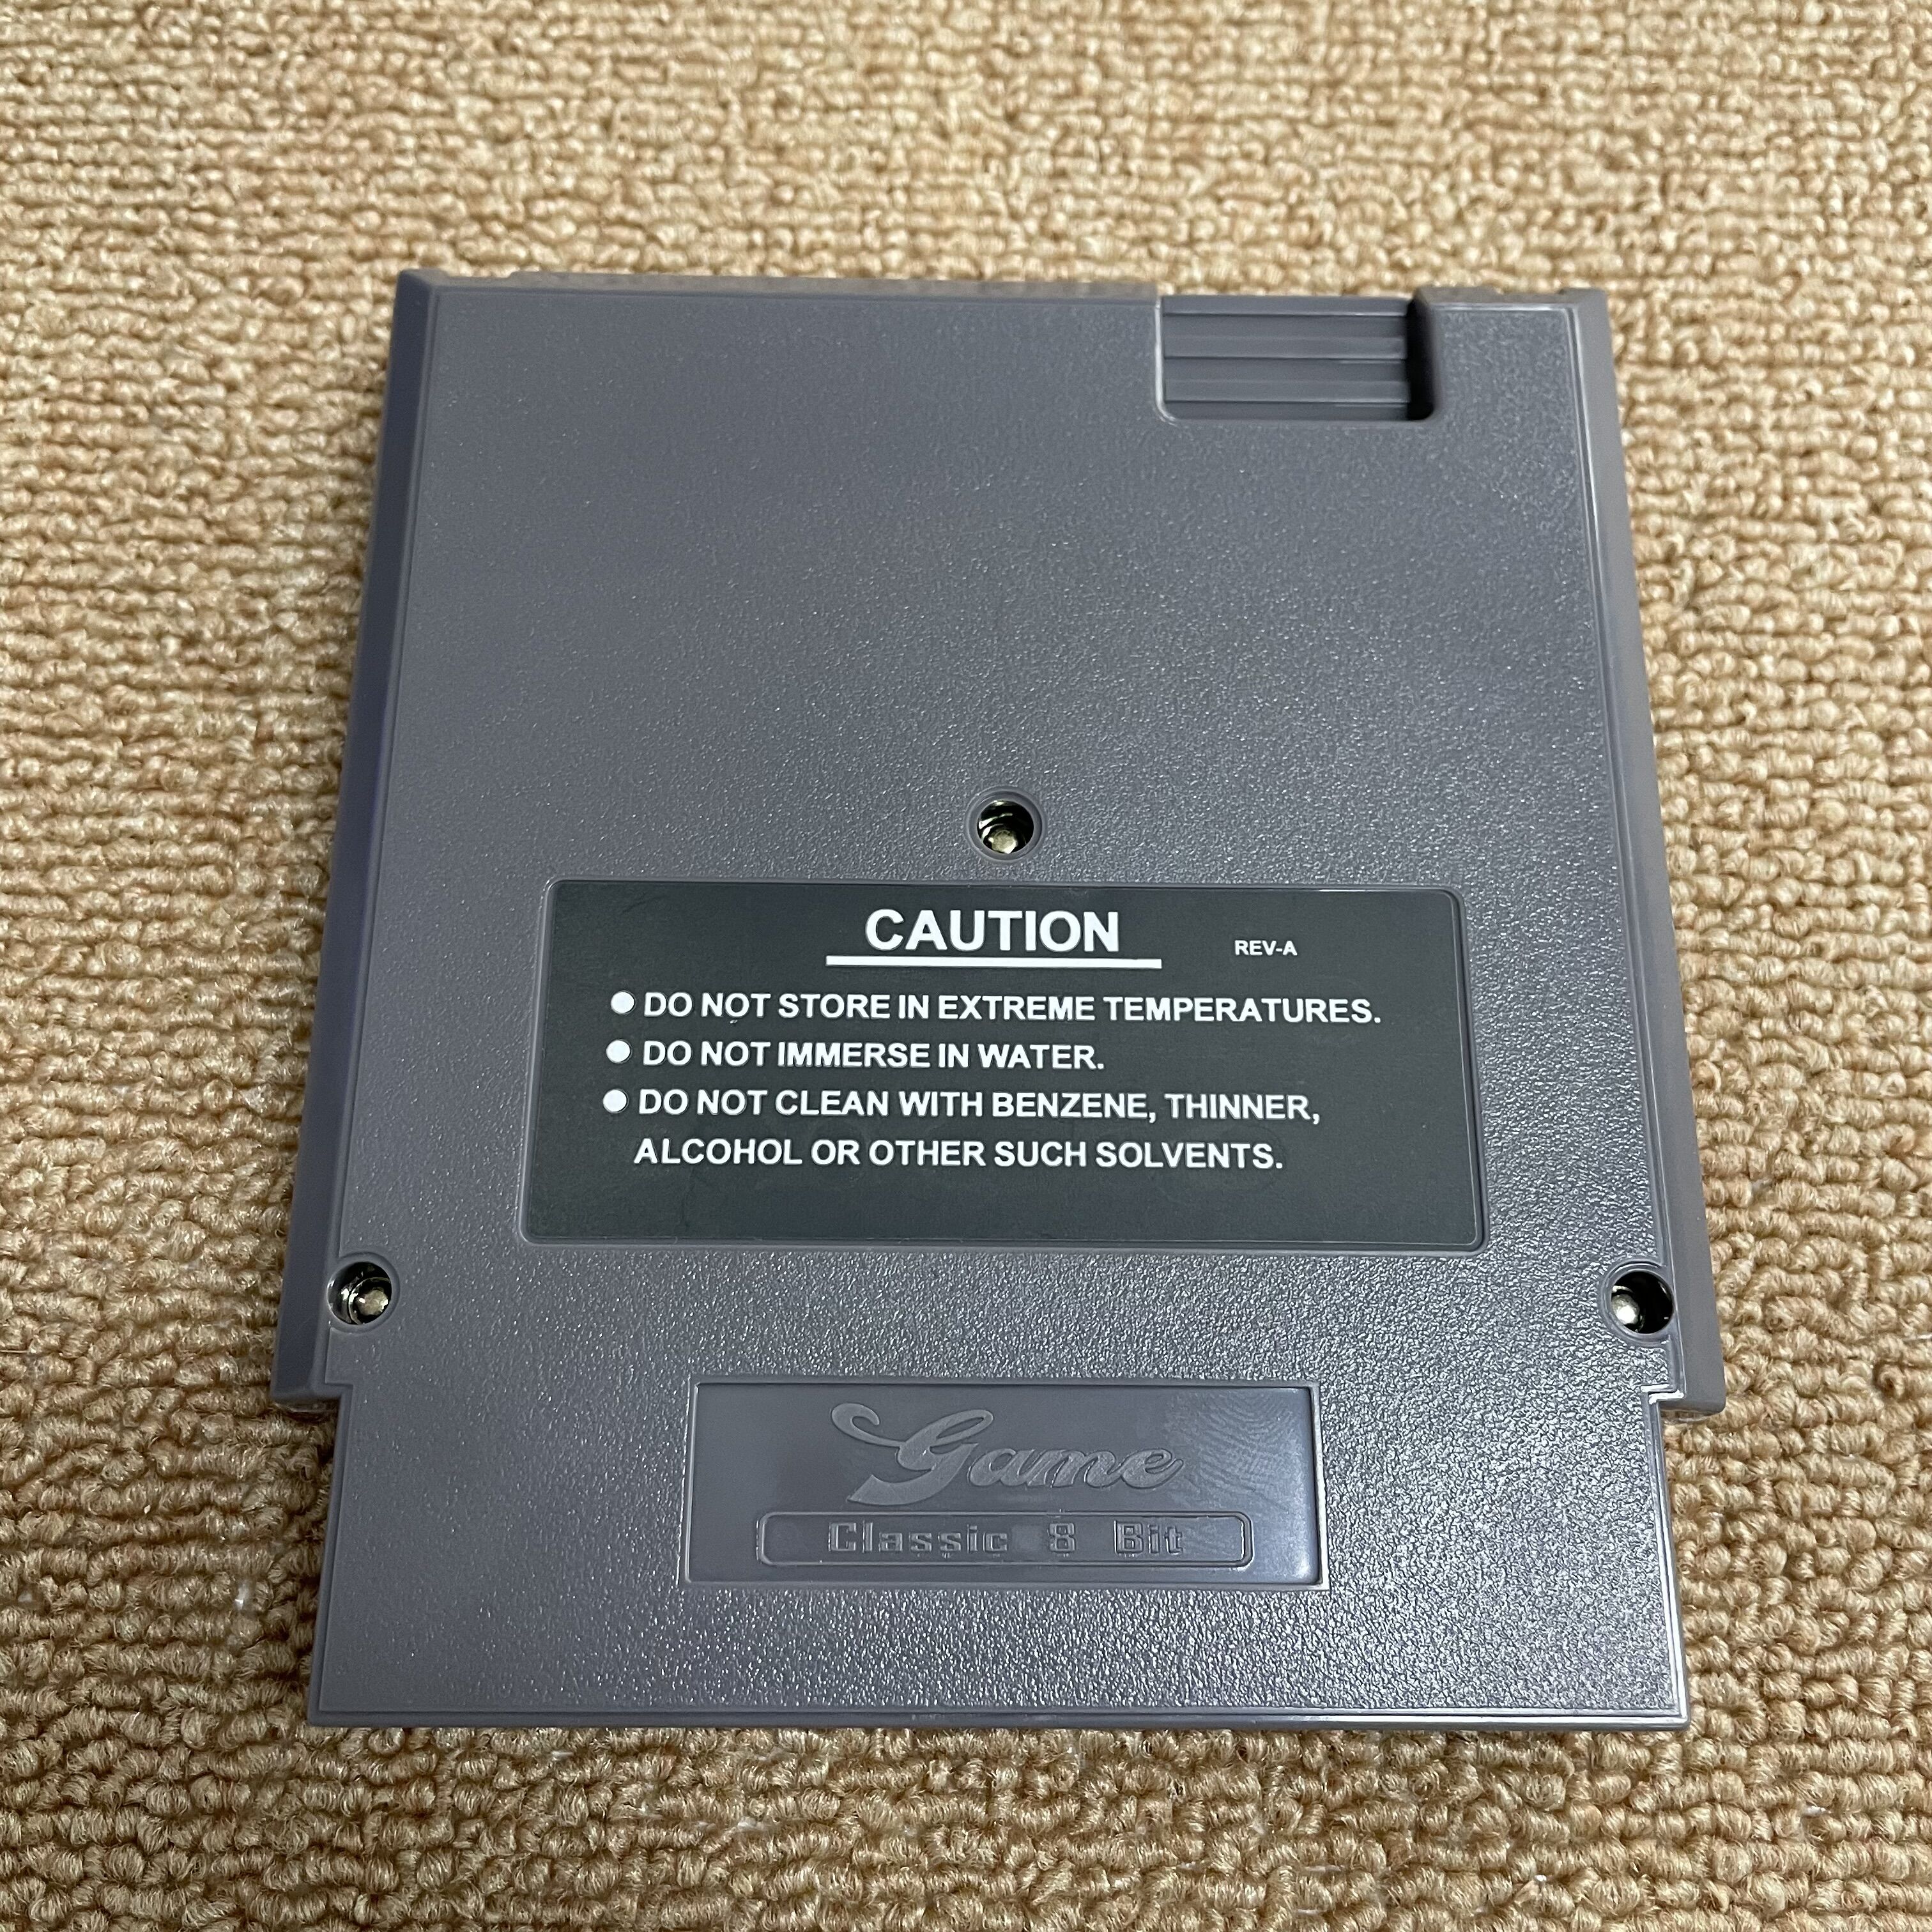 CAUTION
REV-A
● DO NOT STORE IN EXTREME TEMPERATURES.
● DO NOT IMMERSE IN WATER.
● DO NOT CLEAN WITH BENZENE, THINNER,
ALCOHOL OR OTHER SUCH SOLVENTS.
Game
Classic 8 Bit